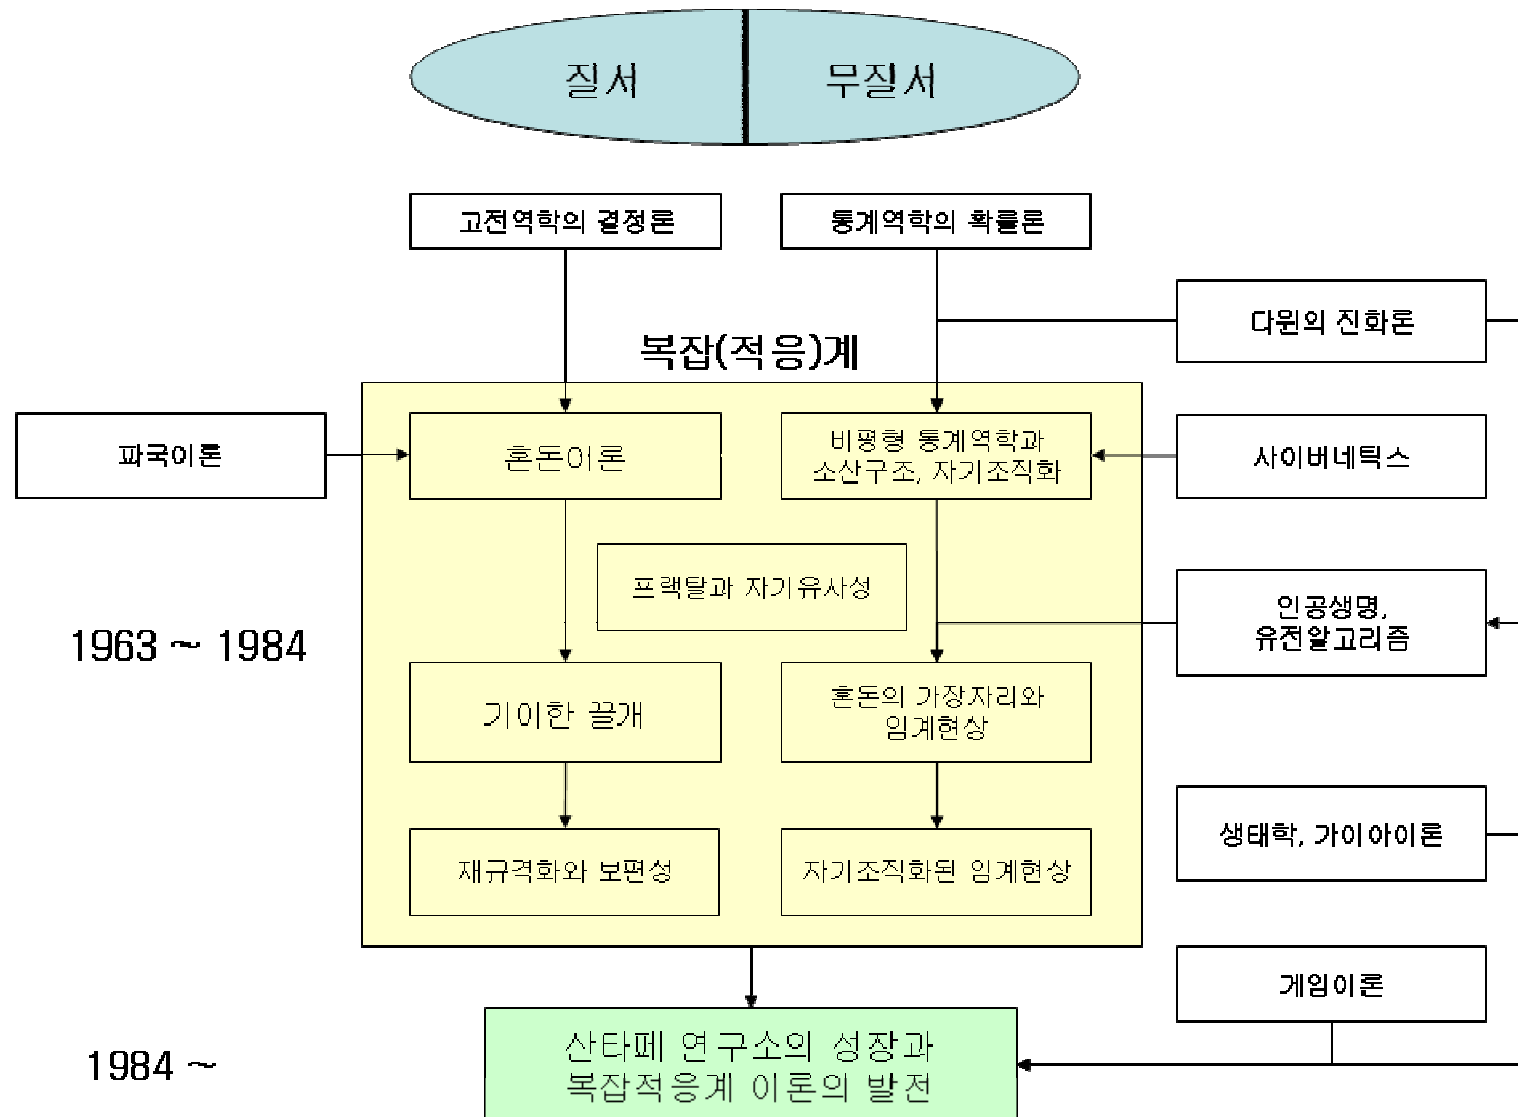 질서
무질서
고전역학의 결정론
통계역학의 확률론
다윈의 진화론
복잡(적응)계
파국이론
혼돈이론
비평형 통계역학과
소산구조, 자기조직화
사이버네틱스
프랙탈과 자기유사성
인공생명,
유전알고리즘
1963 ~ 1984
기이한 끌개
혼돈의 가장자리와
임계현상
생태학, 가이아이론
재규격화와 보편성
자기조직화된 임계현상
게임이론
산타페 연구소의 성장과
복잡적응계 이론의 발전
1984 ~